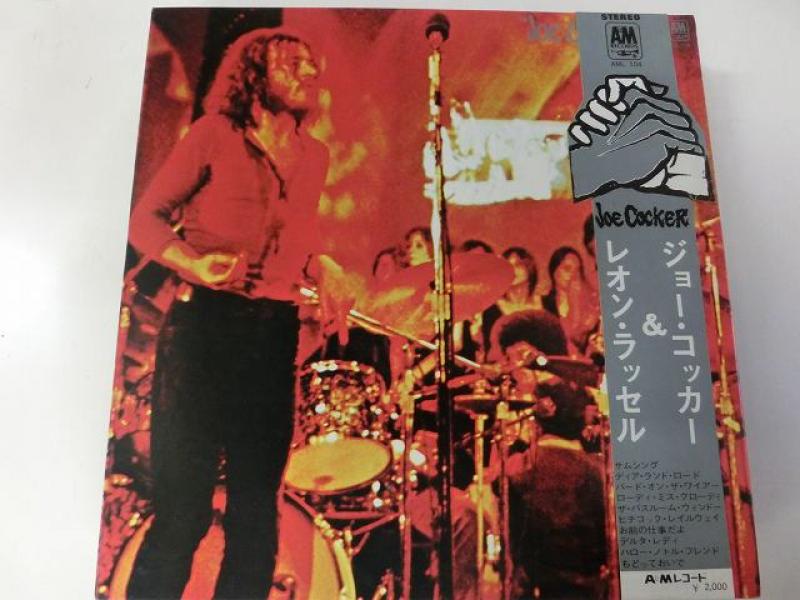 Joe
STEREO
AM
RECORDS
AML 104
Joe Cocker
ジョー・コッカー
&
レオン・ラッセル
サムシング
ディア・ランド・ロード
バード・オン・ザ・ワイアー
ローディ・ミス・クローディ
ザ・バスルーム・ウィンドー
ヒチコック・レイルウェイ
お前の仕事だよ
デルタ・レディ
ハロー・リトル・フレンド
もどっておいで
A・Mレコード
¥ 2,000